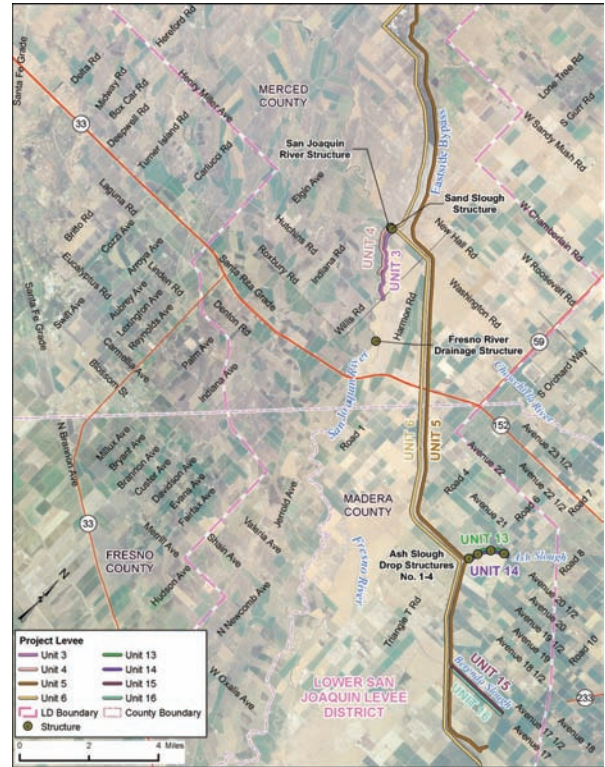 Santa Fe Grade
Hereford Rd
Delta Rd
Midway Rd
Box Car Rd
Deepwell Rd
Turner Island Rd
Carlucci Rd
Henry Miller Ave
33
MERCED
COUNTY
Lone Tree Rd
S Gurr Rd
W Sandy Mush Rd
Eastside Bypass
San Joaquin
River Structure
Sand Slough
Structure
Elgin Ave
Hutchins Rd
Indiana Rd
Roxbury Rd
Willis Rd
UNIT 4
UNIT 3
New Hall Rd
W Chamberlain Rd
W Roosevelt Rd
Washington Rd
Harmon Rd
Laguna Rd
Britto Rd
Cozzi Ave
Arroya Ave
Eucalyptus Rd
Linden Rd
Aubrey Ave
Lexington Ave
Swift Ave
Reynolds Ave
Carmellia Ave
Blossom St
Palm Ave
Indiana Ave
Santa Rita Grade
Denton Rd
Santa Fe Grade
Fresno River
Drainage Structure
59
S Orchard Way
Chowchilla River
San Joaquin River
UNIT 6
UNIT 5
152
N Brannon Ave
Millux Ave
Bryant Ave
Brannon Ave
Custer Ave
Davidson Ave
Evans Ave
Fairfax Ave
Merrill Ave
Hudson Ave
Shain Ave
Valeria Ave
Jerrold Ave
N Newcomb Ave
W Oxalis Ave
33
FRESNO
COUNTY
Road 1
Road 4
Avenue 23 1/2
Avenue 22
Avenue 22 1/2
Road 7
Road 6
Avenue 21
MADERA
COUNTY
Fresno River
UNIT 13
Ash Slough
UNIT 14
Ash Slough
Drop Structures
No. 1-4
Road 8
Avenue 20 1/2
Avenue 20
Avenue 19 1/2
Avenue 19
Avenue 18 1/2
Road 10
Triangle T Rd
UNIT 15
Berenda Slough
UNIT 16
233
Avenue 18
Avenue 17 1/2
Avenue 17
LOWER SAN
JOAQUIN LEVEE
DISTRICT
N
Project Levee
Unit 3
Unit 13
Unit 4
Unit 14
Unit 5
Unit 15
Unit 6
Unit 16
LD Boundary
County Boundary
Structure
0 2 4 Miles